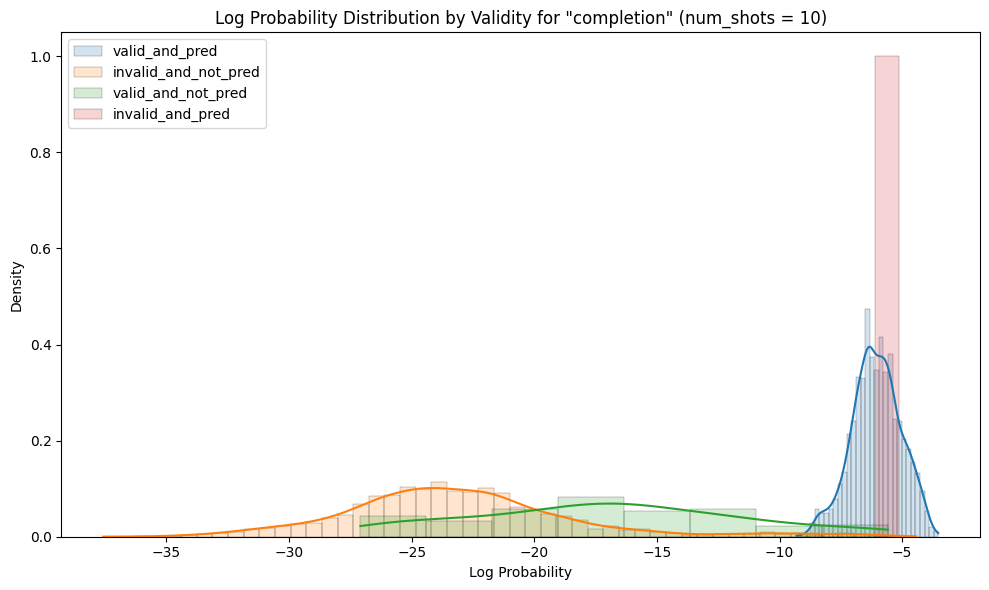 Log Probability Distribution by Validity for "completion" (num_shots = 10)
valid_and_pred
invalid_and_not_pred
valid_and_not_pred
invalid_and_pred
1.0
0.8
0.6
0.4
0.2
0.0
Density
−35
−30
−25
−20
−15
−10
−5
Log Probability